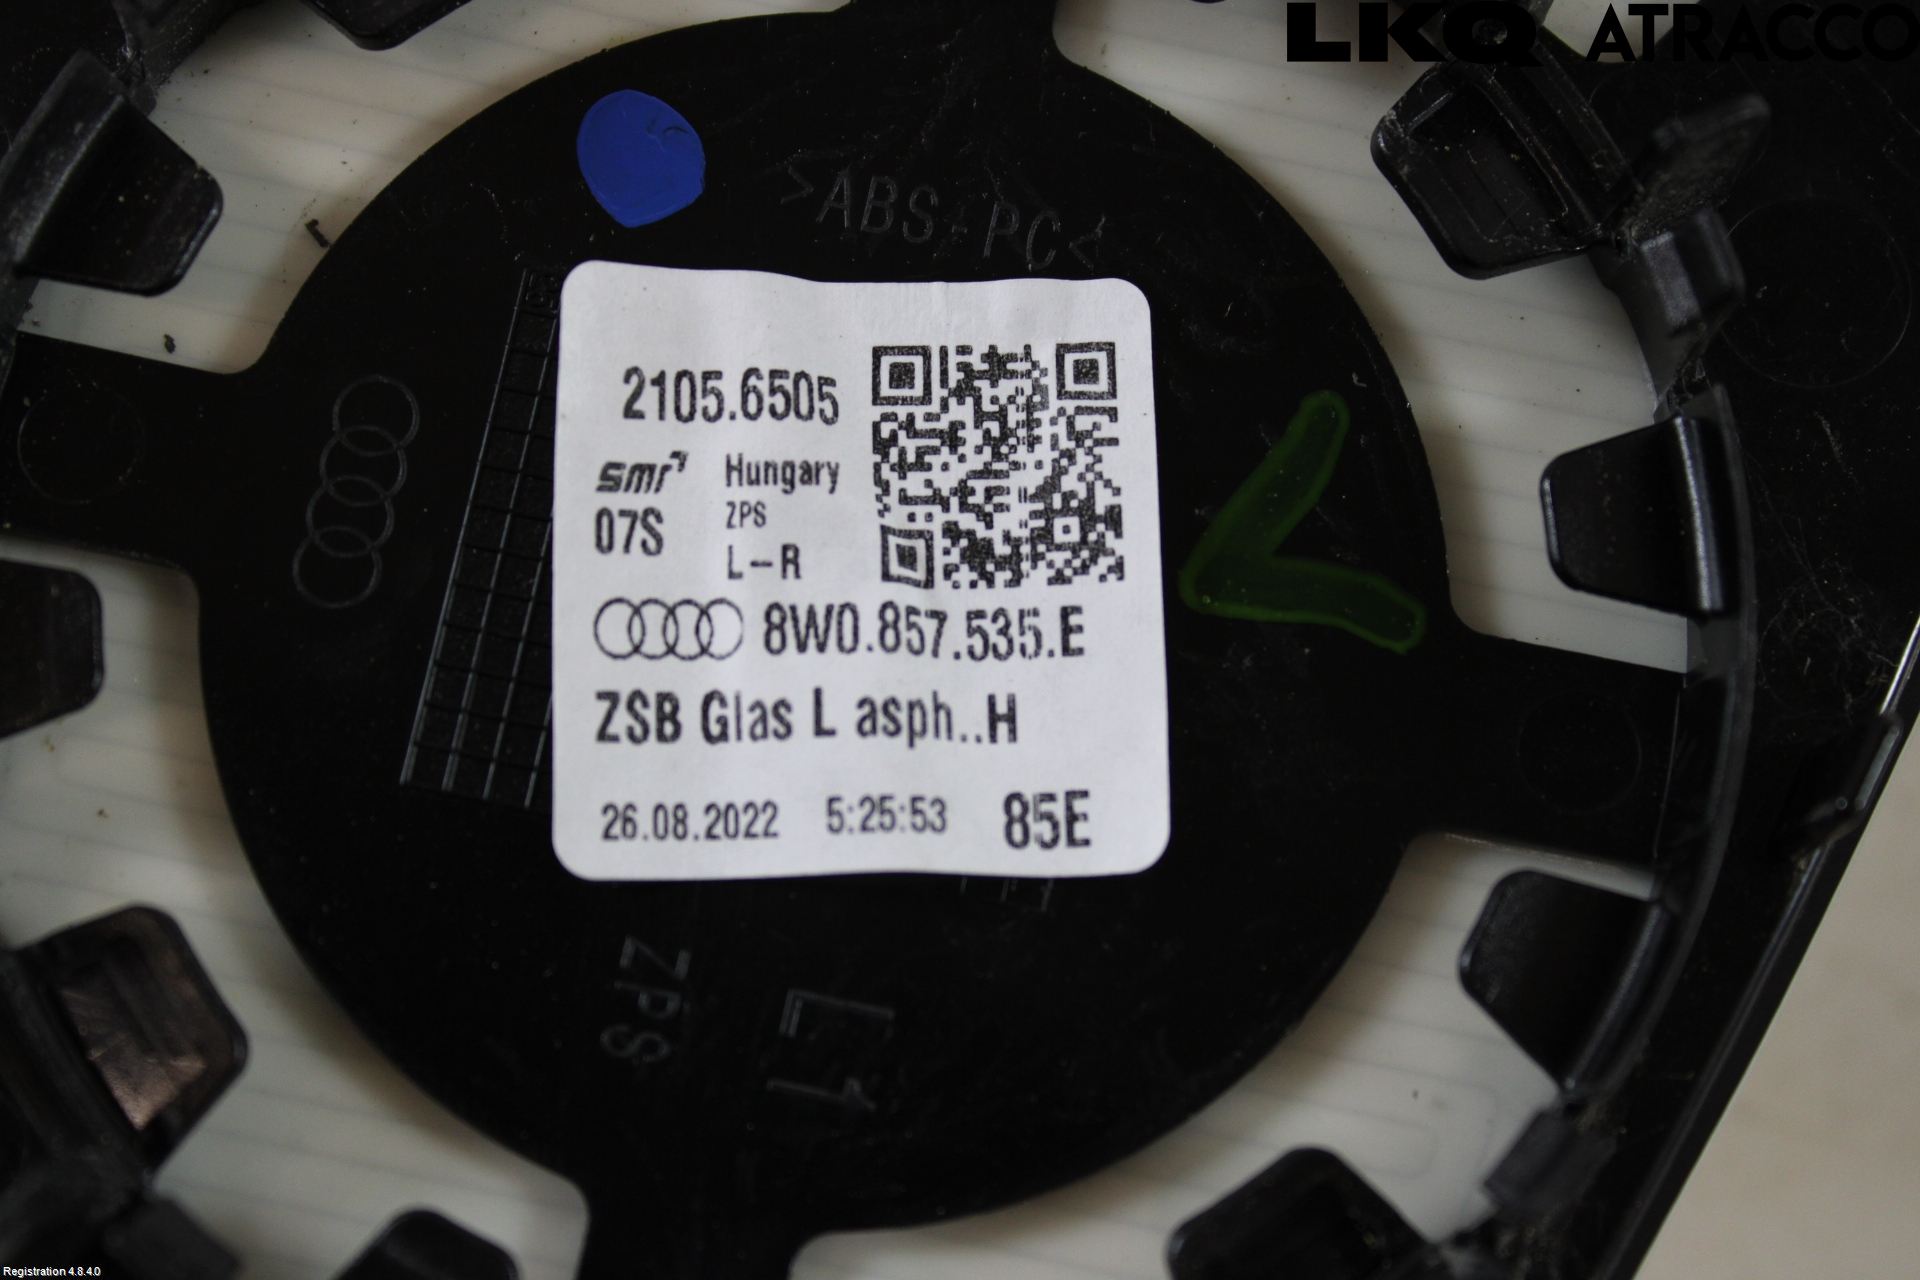 LKQ ATRACCO
>ABS+PC<
2105.6505
smr Hungary
07S ZPS
L-R
8W0.857.535.E
ZSB Glas L asph..H
26.08.2022 5:25:53 85E
ZPS
L1
Registration 4.8.4.0